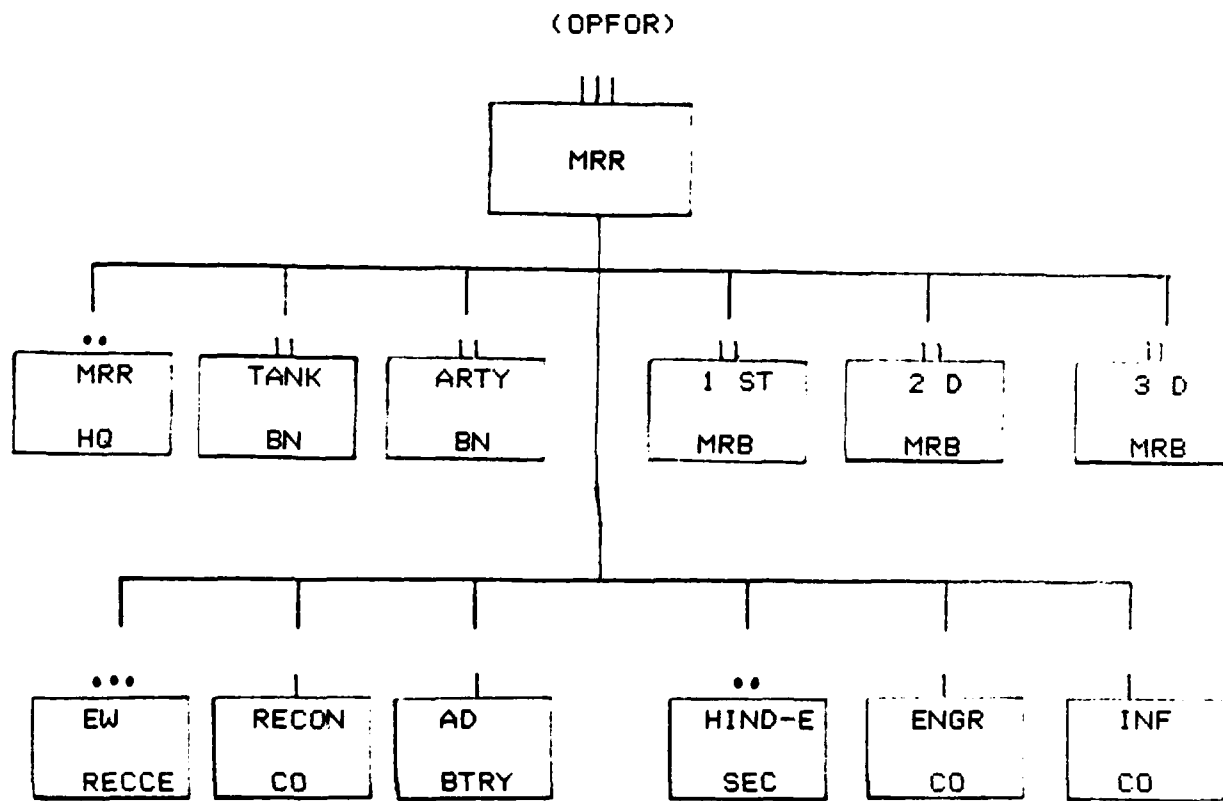 (OPFOR)
MRR
MRR TANK ARTY 1 ST 2 D 3 D
HQ BN BN MRB MRB MRB
EW RECON AD HIND-E ENGR INF
RECCE CO BTRY SEC CO CO